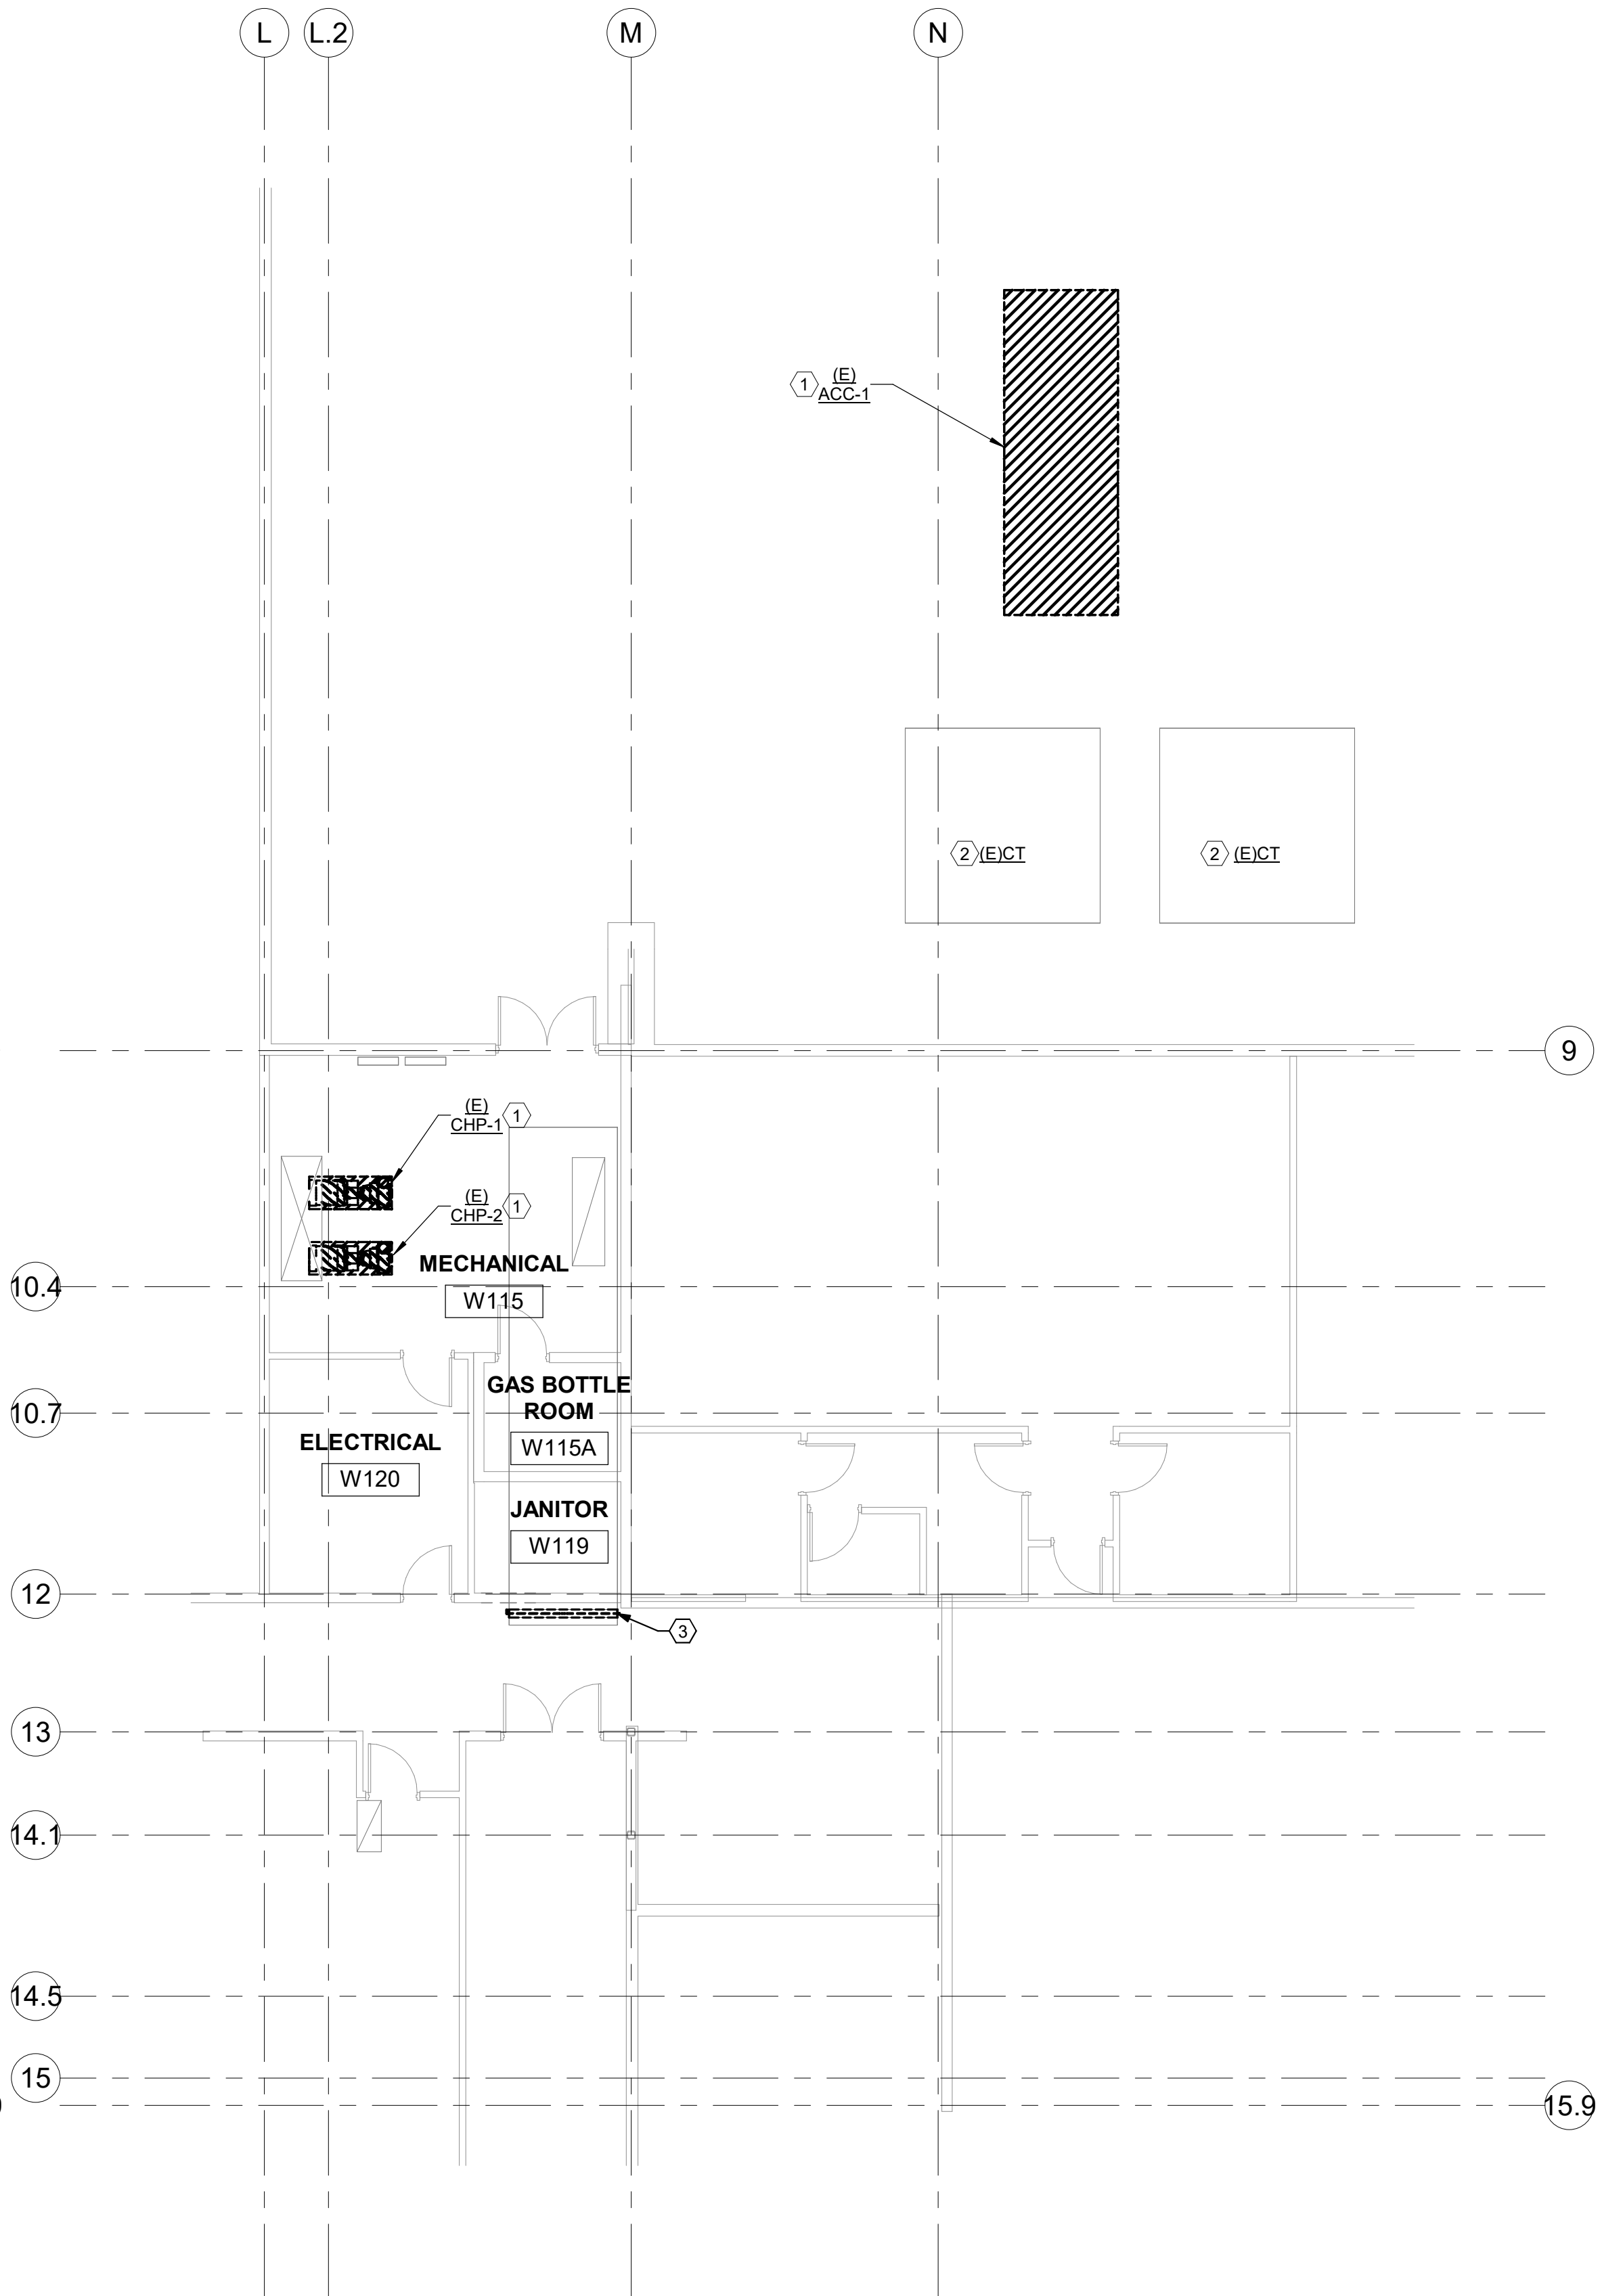 L
L.2
M
N
1
(E)
ACC-1
2
(E)CT
2
(E)CT
9
(E)
CHP-1
1
(E)
CHP-2
1
MECHANICAL
W115
10.4
GAS BOTTLE
ROOM
W115A
10.7
ELECTRICAL
W120
JANITOR
W119
12
3
13
14.1
14.5
15
15.9